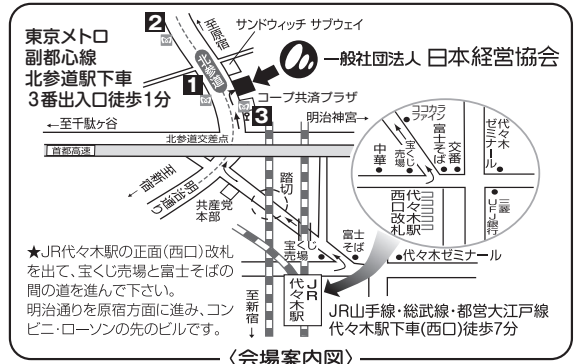 東京メトロ
副都心線
北参道駅下車
3番出入口徒歩1分
2
至原宿
サンドウィッチ サブウェイ
北参道
一般社団法人 日本経営協会
1
コープ共済プラザ
3
←至千駄ヶ谷
明治神宮→
北参道交差点
首都高速
至新宿
明治通り
踏切
共産党
本部
ココカラ
ファイン
代々木
ゼミナール
富士そば
交番
中華
宝くじ
売場
代々木駅
西口改札
三菱
UFJ銀行
★JR代々木駅の正面(西口)改札
を出て、宝くじ売場と富士そばの
間の道を進んで下さい。
明治通りを原宿方面に進み、コン
ビニ・ローソンの先のビルです。
宝くじ
売場
富士
そば
代々木ゼミナール
至新宿
JR
代々木駅
JR山手線・総武線・都営大江戸線
代々木駅下車(西口)徒歩7分
〈会場案内図〉